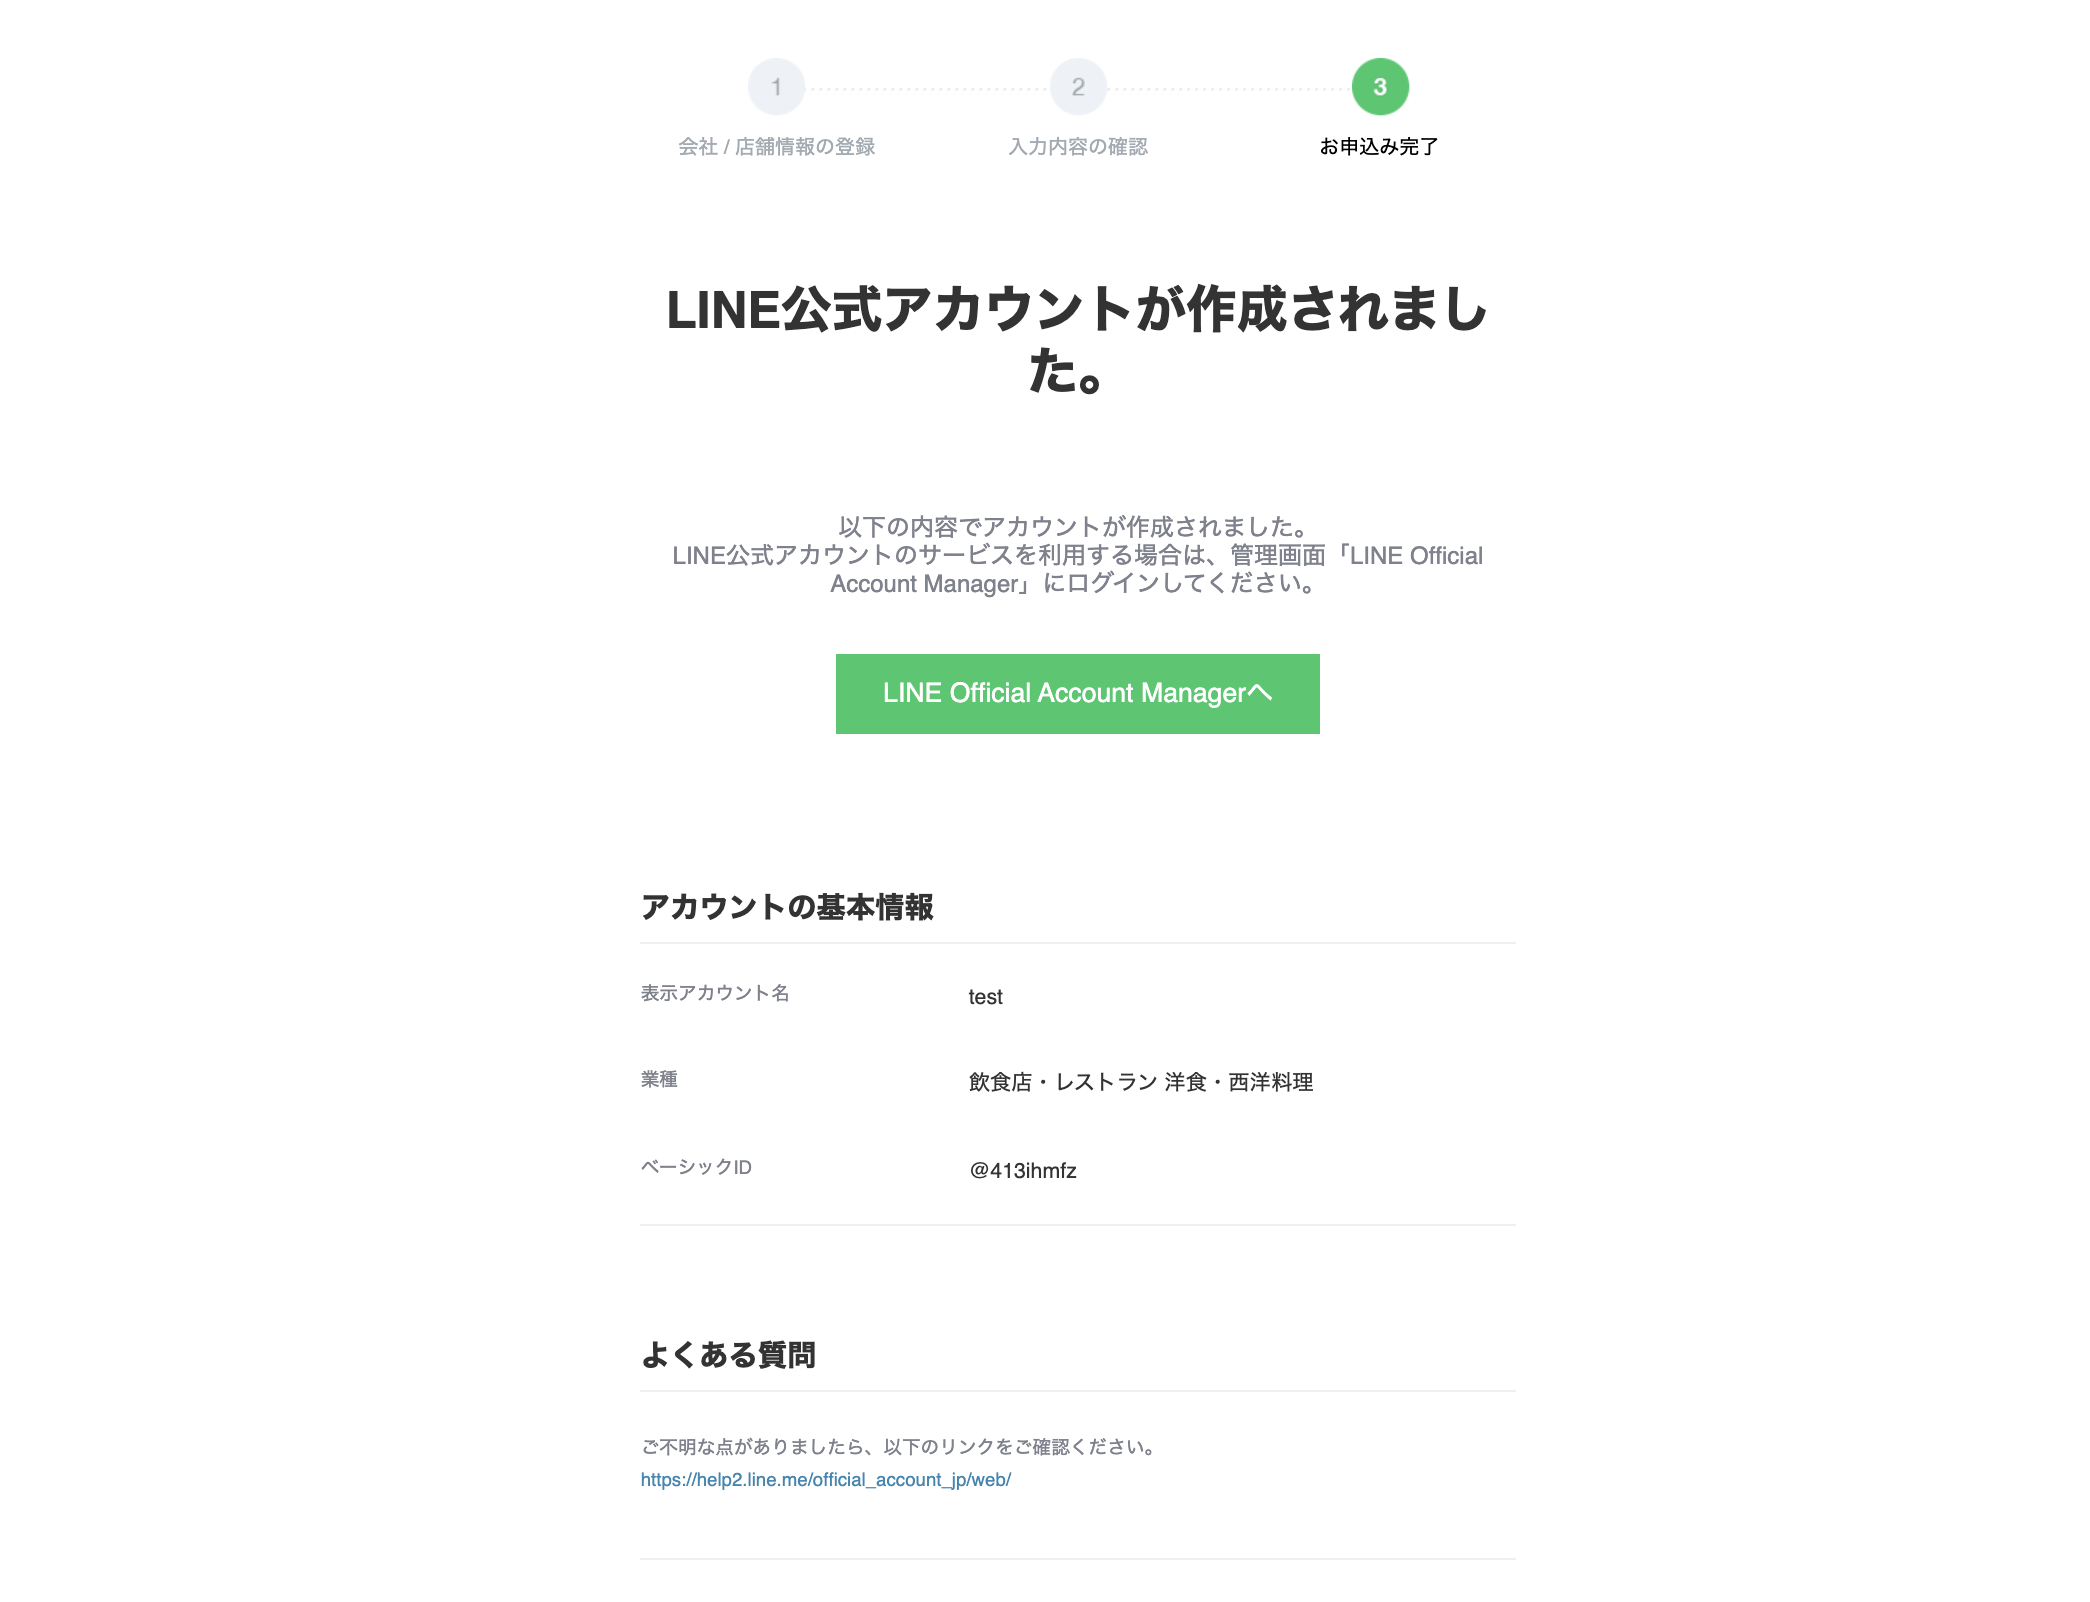 1
2
3
会社 / 店舗情報の登録
入力内容の確認
お申込み完了
LINE公式アカウントが作成されまし
た。
以下の内容でアカウントが作成されました。
LINE公式アカウントのサービスを利用する場合は、管理画面「LINE Official
Account Manager」にログインしてください。
LINE Official Account Managerへ
アカウントの基本情報
表示アカウント名
test
業種
飲食店・レストラン 洋食・西洋料理
ベーシックID
@413ihmfz
よくある質問
ご不明な点がありましたら、以下のリンクをご確認ください。
https://help2.line.me/official_account_jp/web/